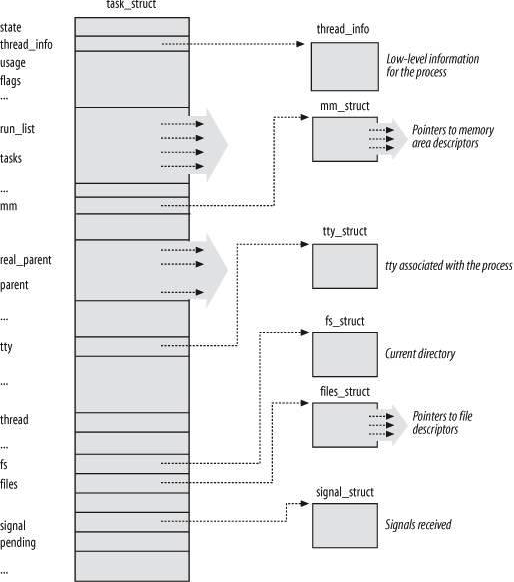 task_struct
state
thread_info
usage
flags
...
run_list
tasks
...
mm
real_parent
parent
...
tty
...
thread
...
fs
files
signal
pending
...
thread_info
Low-level information
for the process
mm_struct
Pointers to memory
area descriptors
tty_struct
tty associated with the process
fs_struct
Current directory
files_struct
Pointers to file
descriptors
signal_struct
Signals received